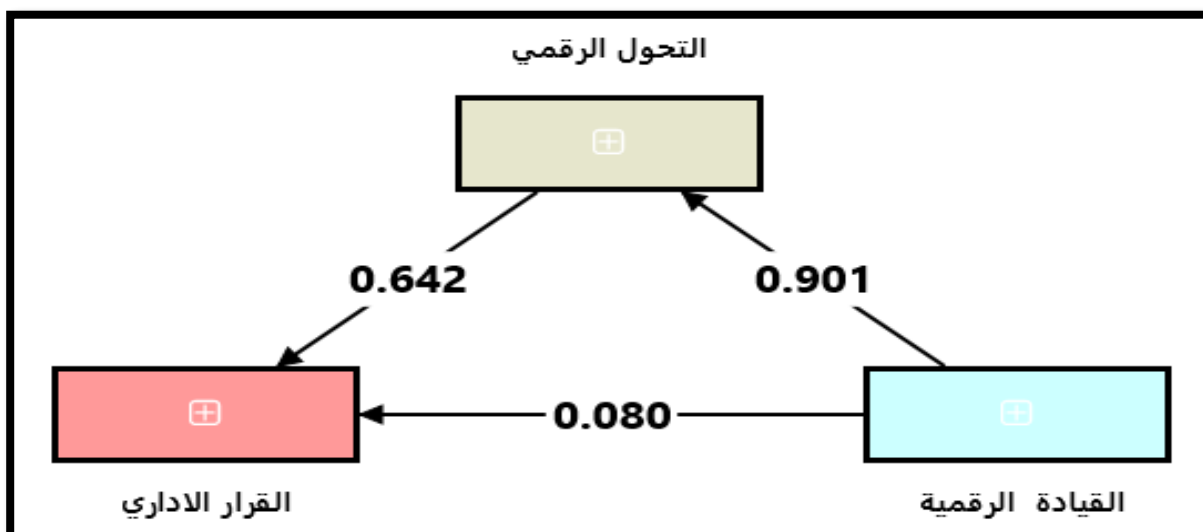 التحول الرقمي
0.642
0.901
0.080
القرار الاداري
القيادة الرقمية